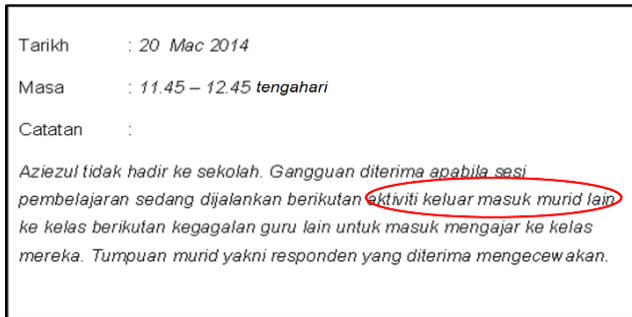 Tarikh : 20 Mac 2014
Masa : 11.45 – 12.45 tengahari
Catatan :
Aziezul tidak hadir ke sekolah. Gangguan diterima apabila sesi
pembelajaran sedang dijalankan berikutan aktiviti keluar masuk murid lain
ke kelas berikutan kegagalan guru lain untuk masuk mengajar ke kelas
mereka. Tumpuan murid yakni responden yang diterima mengecewakan.